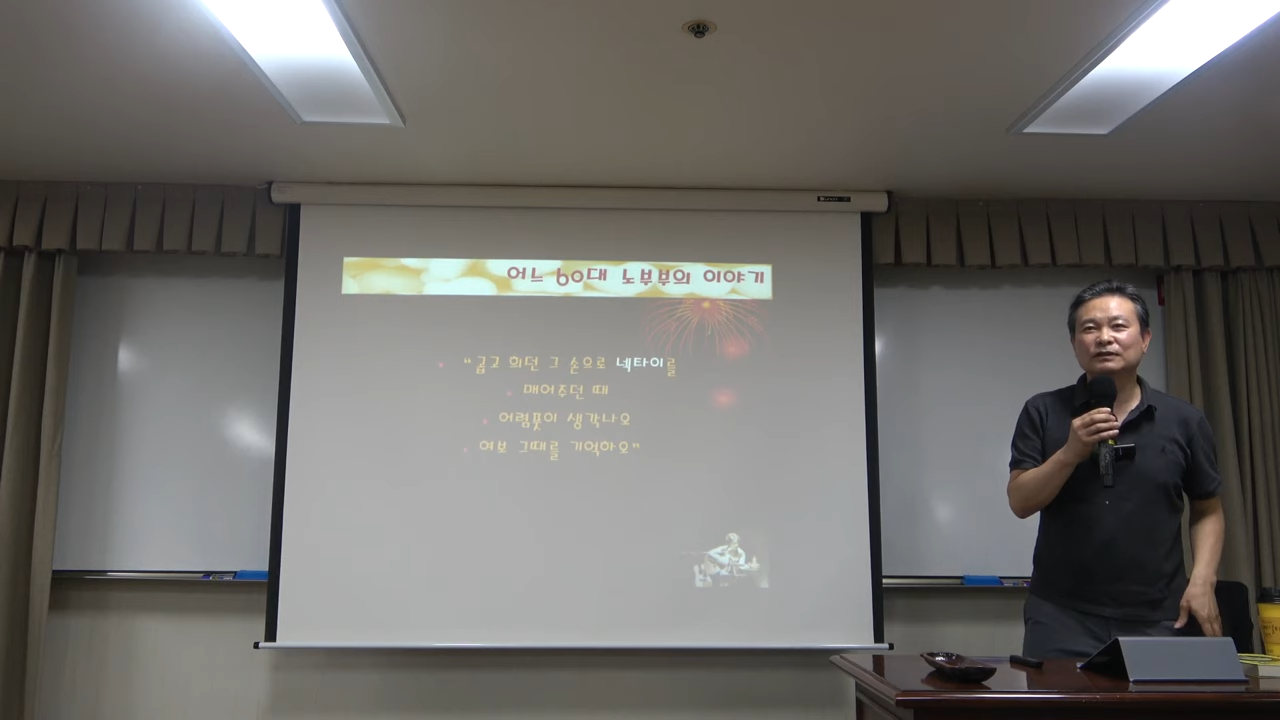 어느 60대 노부부의 이야기
“곱고 희던 그 손으로 넥타이를
매어주던 때
어렴풋이 생각나오
여보 그때를 기억하오”